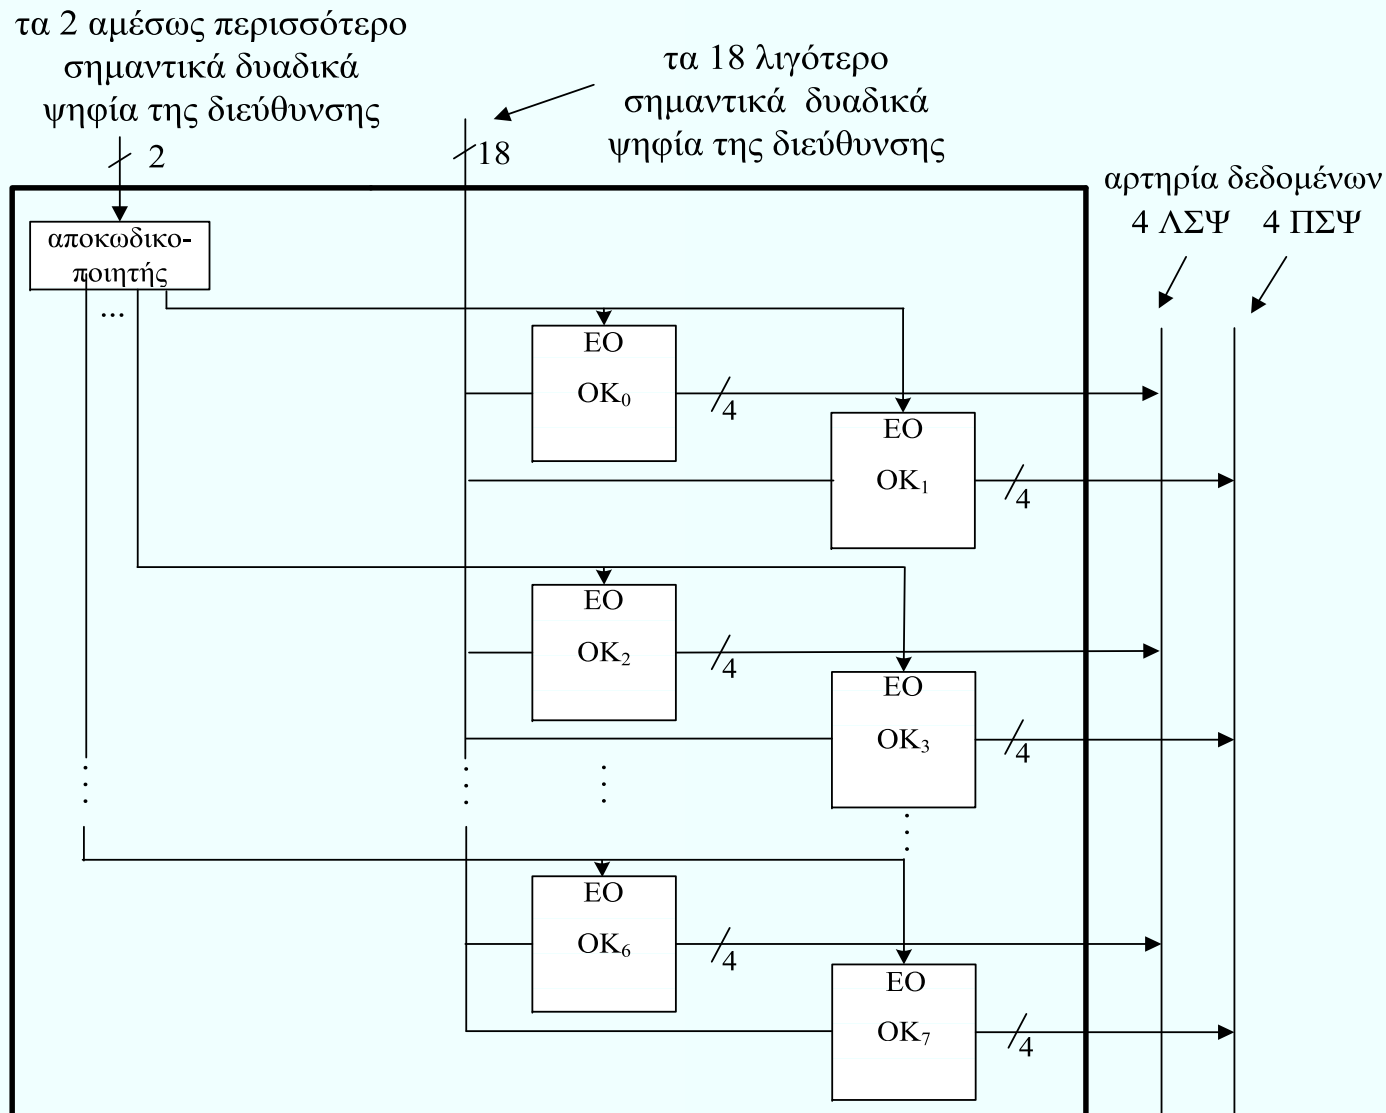 τα 2 αμέσως περισσότερο
σημαντικά δυαδικά
ψηφία της διεύθυνσης
2
τα 18 λιγότερο
σημαντικά δυαδικά
ψηφία της διεύθυνσης
18
αρτηρία δεδομένων
4 ΛΣΨ 4 ΠΣΨ
αποκωδικο-
ποιητής
...
ΕΟ
ΟΚ₀
4
ΕΟ
ΟΚ₁
4
ΕΟ
ΟΚ₂
4
ΕΟ
ΟΚ₃
4
ΕΟ
ΟΚ₆
4
ΕΟ
ΟΚ₇
4